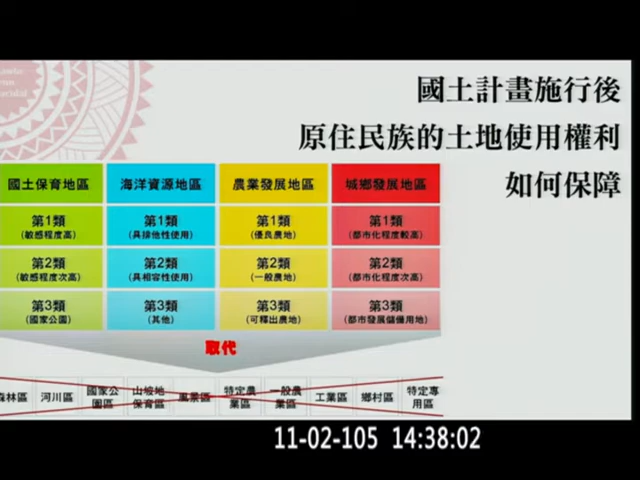 國土計畫施行後
原住民族的土地使用權利
如何保障
國土保育地區 海洋資源地區 農業發展地區 城鄉發展地區
第1類 第1類 第1類 第1類
(敏感程度高) (具排他性使用) (優良農地) (都市化程度較高)
第2類 第2類 第2類 第2類
(敏感程度次高) (具相容性使用) (一般農地) (都市化程度次高)
第3類 第3類 第3類 第3類
(國家公園) (其他) (可釋出農地) (都市發展儲備用地)
取代
森林區 河川區 國家公園區 山坡地保育區 風景區 特定農業區 一般農業區 工業區 鄉村區 特定專用區
11-02-105 14:38:02